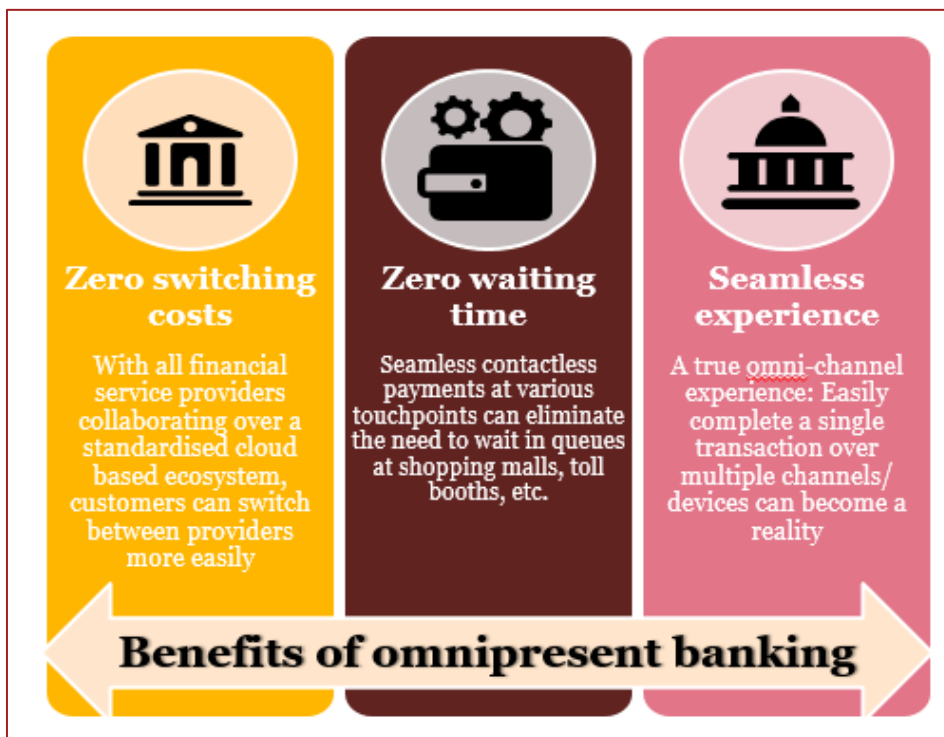 Zero switching
costs
With all financial
service providers
collaborating over a
standardised cloud
based ecosystem,
customers can switch
between providers
more easily
Zero waiting
time
Seamless contactless
payments at various
touchpoints can eliminate
the need to wait in queues
at shopping malls, toll
booths, etc.
Seamless
experience
A true omni-channel
experience: Easily
complete a single
transaction over
multiple channels/
devices can become a
reality
Benefits of omnipresent banking